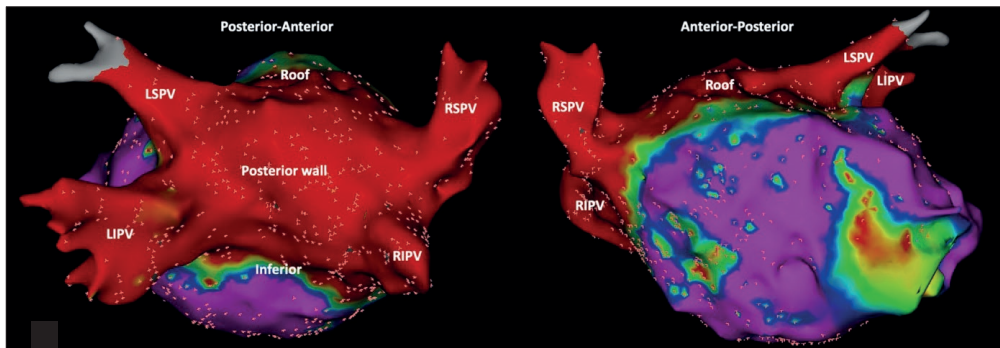 Posterior-Anterior
Anterior-Posterior
Roof
LSPV
RSPV
Posterior wall
LIPV
RIPV
Inferior
LSPV
LIPV
Roof
RSPV
RIPV